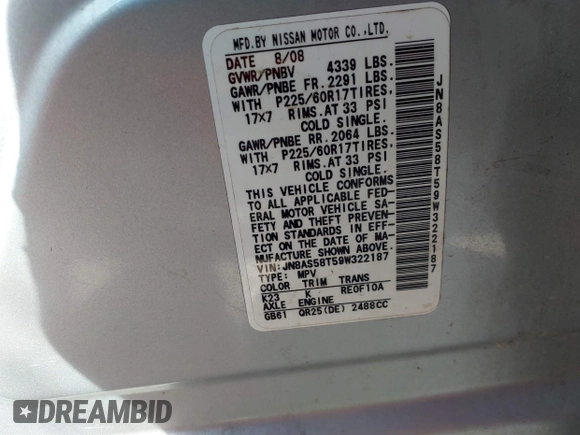 MFD.BY NISSAN MOTOR CO.,LTD.
DATE 8/08
GVWR/PNBV 4339 LBS.
GAWR/PNBE FR. 2291 LBS.
WITH P225/60R17TIRES,
17×7 RIMS.AT 33 PSI
COLD SINGLE.
GAWR/PNBE RR. 2064 LBS.
WITH P225/60R17TIRES,
17×7 RIMS.AT 33 PSI
COLD SINGLE.
THIS VEHICLE CONFORMS
TO ALL APPLICABLE FED-
ERAL MOTOR VEHICLE SA-
FETY AND THEFT PREVEN-
TION STANDARDS IN EFF-
ECT ON THE DATE OF MA-
NUFACTURE SHOWN ABOVE.
VIN: JN8AS58T59W322187
TYPE: MPV
COLOR TRIM TRANS
K23 K RE0F10A
AXLE ENGINE
GB61 QR25(DE) 2488CC
JN8AS58T59W322187
DREAMBID